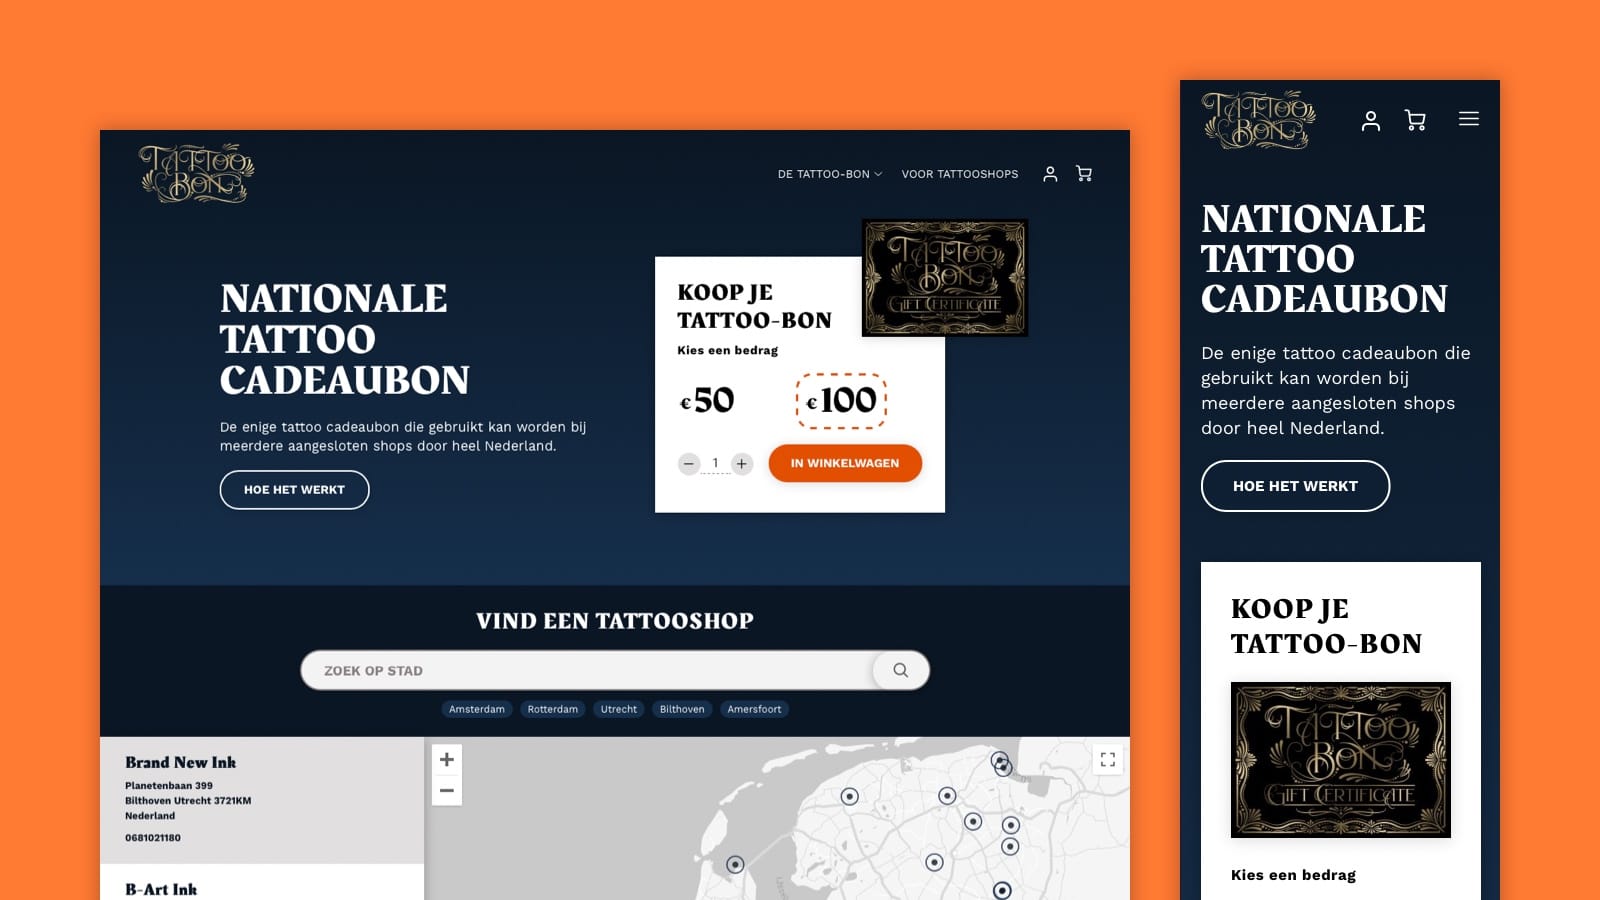 TATTOO
BON
DE TATTOO-BON
VOOR TATTOOSHOPS
NATIONALE
TATTOO
CADEAUBON
De enige tattoo cadeaubon die gebruikt kan worden bij
meerdere aangesloten shops door heel Nederland.
HOE HET WERKT
KOOP JE
TATTOO-BON
TATTOO
BON
GIFT CERTIFICATE
Kies een bedrag
€ 50
€ 100
− 1 +
IN WINKELWAGEN
VIND EEN TATTOOSHOP
ZOEK OP STAD
Amsterdam Rotterdam Utrecht Bilthoven Amersfoort
Brand New Ink
Planetenbaan 399
Bilthoven Utrecht 3721KM
Nederland
0681021180
B-Art Ink
+
−
TATTOO
BON
NATIONALE
TATTOO
CADEAUBON
De enige tattoo cadeaubon die
gebruikt kan worden bij
meerdere aangesloten shops
door heel Nederland.
HOE HET WERKT
KOOP JE
TATTOO-BON
TATTOO
BON
GIFT CERTIFICATE
Kies een bedrag